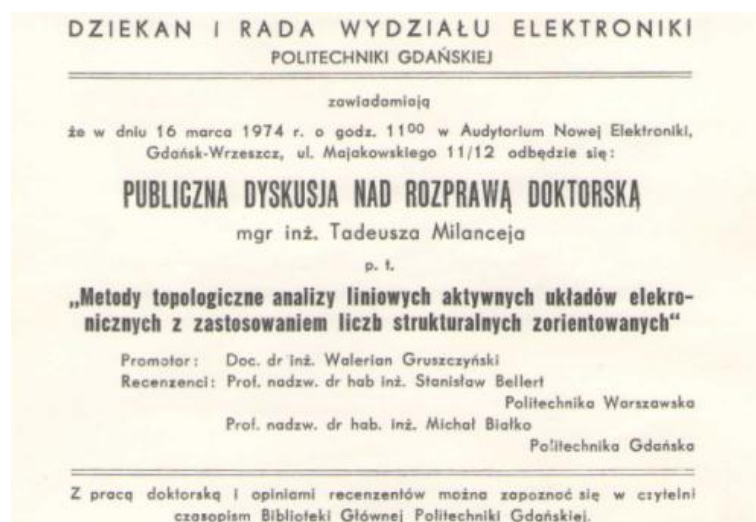 DZIEKAN I RADA WYDZIAŁU ELEKTRONIKI
POLITECHNIKI GDAŃSKIEJ
zawiadamiają
że w dniu 16 marca 1974 r. o godz. 11⁰⁰ w Audytorium Nowej Elektroniki,
Gdańsk-Wrzeszcz, ul. Majakowskiego 11/12 odbędzie się:
PUBLICZNA DYSKUSJA NAD ROZPRAWĄ DOKTORSKĄ
mgr inż. Tadeusza Milanceja
p. t.
„Metody topologiczne analizy liniowych aktywnych układów elekro-
nicznych z zastosowaniem liczb strukturalnych zorientowanych“
Promotor: Doc. dr inż. Walerian Gruszczyński
Recenzenci: Prof. nadzw. dr hab inż. Stanisław Bellert
Politechnika Warszawska
Prof. nadzw. dr hab. inż. Michał Białko
Politechnika Gdańska
Z pracą doktorską i opiniami recenzentów można zapoznać się w czytelni
czasopism Biblioteki Głównej Politechniki Gdańskiej.